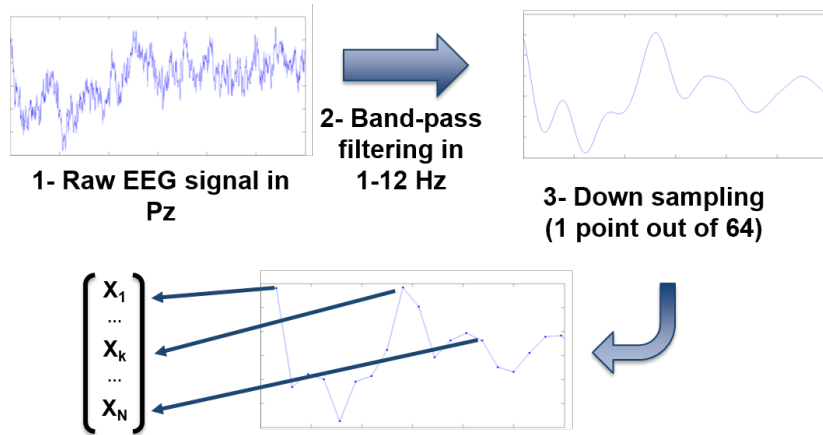 1- Raw EEG signal in
Pz
2- Band-pass
filtering in
1-12 Hz
3- Down sampling
(1 point out of 64)
X1
...
Xk
...
XN